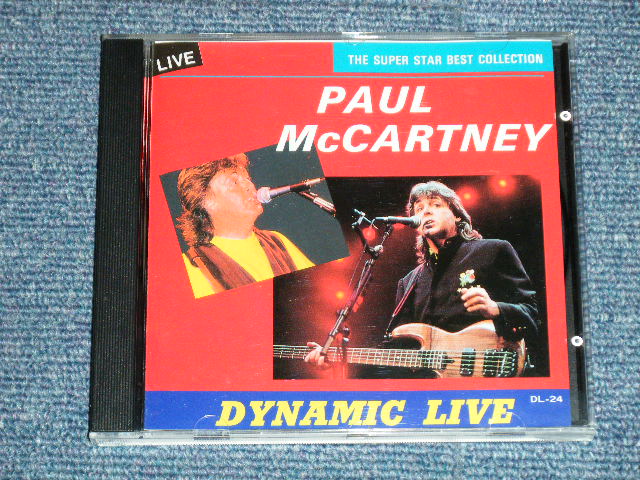 LIVE
THE SUPER STAR BEST COLLECTION
PAUL
McCARTNEY
DYNAMIC LIVE
DL-24